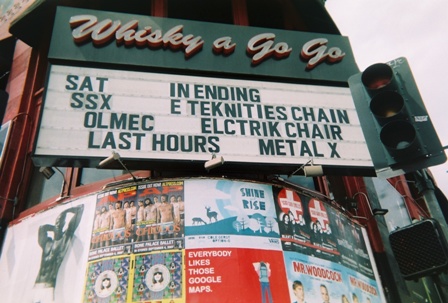 Whisky a Go Go
SAT IN ENDING
SSX E TEKNITIES CHAIN
OLMEC ELCTRIK CHAIR
LAST HOURS METAL X
SHINE
RISE
EVERYBODY
LIKES
THOSE
GOOGLE
MAPS.
MR WOODCOCK